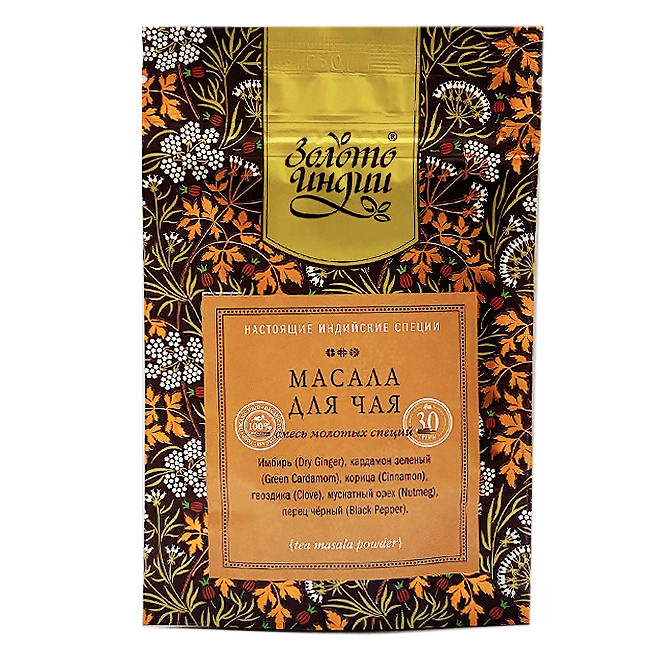 Золото
®
Индии
НАСТОЯЩИЕ ИНДИЙСКИЕ СПЕЦИИ
МАСАЛА
ДЛЯ ЧАЯ
смесь молотых специй
100%
30
Имбирь (Dry Ginger), кардамон зеленый
(Green Cardamom), корица (Cinnamon),
гвоздика (Clove), мускатный орех (Nutmeg),
перец чёрный (Black Pepper).
{tea masala powder}